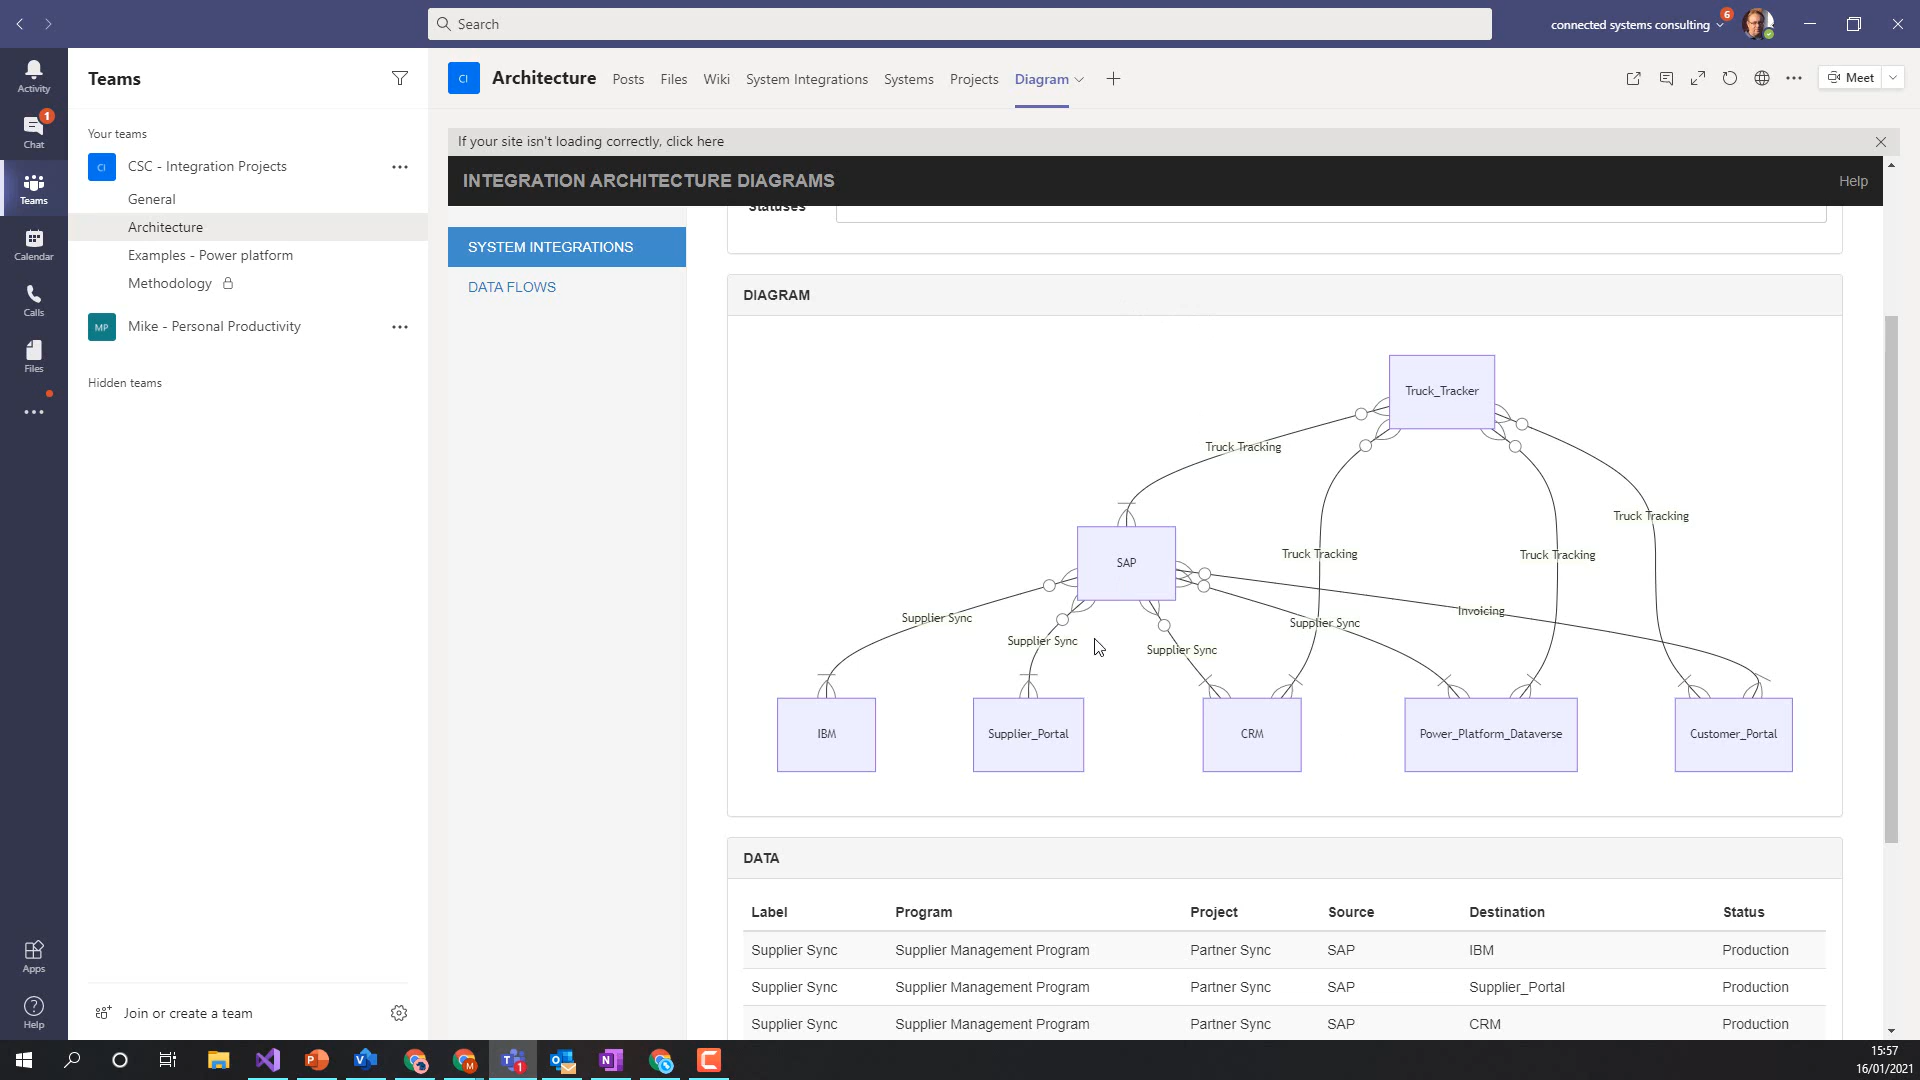 Search
connected systems consulting
6
Activity
Chat
1
Teams
Calendar
Calls
Files
Apps
Help
Teams
Your teams
CI
CSC - Integration Projects
General
Architecture
Examples - Power platform
Methodology
MP
Mike - Personal Productivity
Hidden teams
Join or create a team
CI
Architecture
Posts
Files
Wiki
System Integrations
Systems
Projects
Diagram
Meet
If your site isn't loading correctly, click here
INTEGRATION ARCHITECTURE DIAGRAMS
Help
SYSTEM INTEGRATIONS
DATA FLOWS
Statuses
DIAGRAM
Truck_Tracker
Truck Tracking
Truck Tracking
Truck Tracking
Truck Tracking
SAP
Supplier Sync
Supplier Sync
Supplier Sync
Supplier Sync
Invoicing
IBM
Supplier_Portal
CRM
Power_Platform_Dataverse
Customer_Portal
DATA
Label Program Project Source Destination Status
Supplier Sync Supplier Management Program Partner Sync SAP IBM Production
Supplier Sync Supplier Management Program Partner Sync SAP Supplier_Portal Production
Supplier Sync Supplier Management Program Partner Sync SAP CRM Production
15:57
16/01/2021